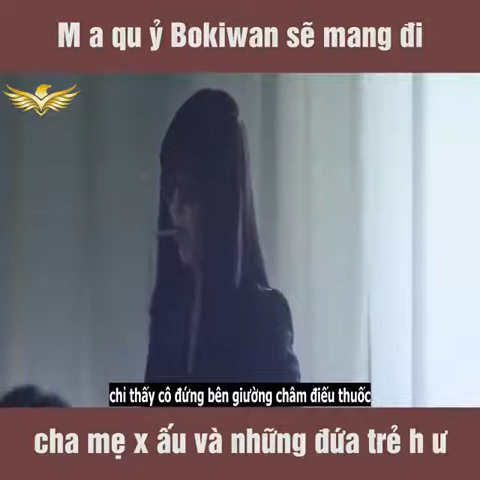 M a qu ỷ Bokiwan sẽ mang đi
chỉ thấy cô đứng bên giường châm điếu thuốc
cha mẹ x ấu và những đứa trẻ h ư